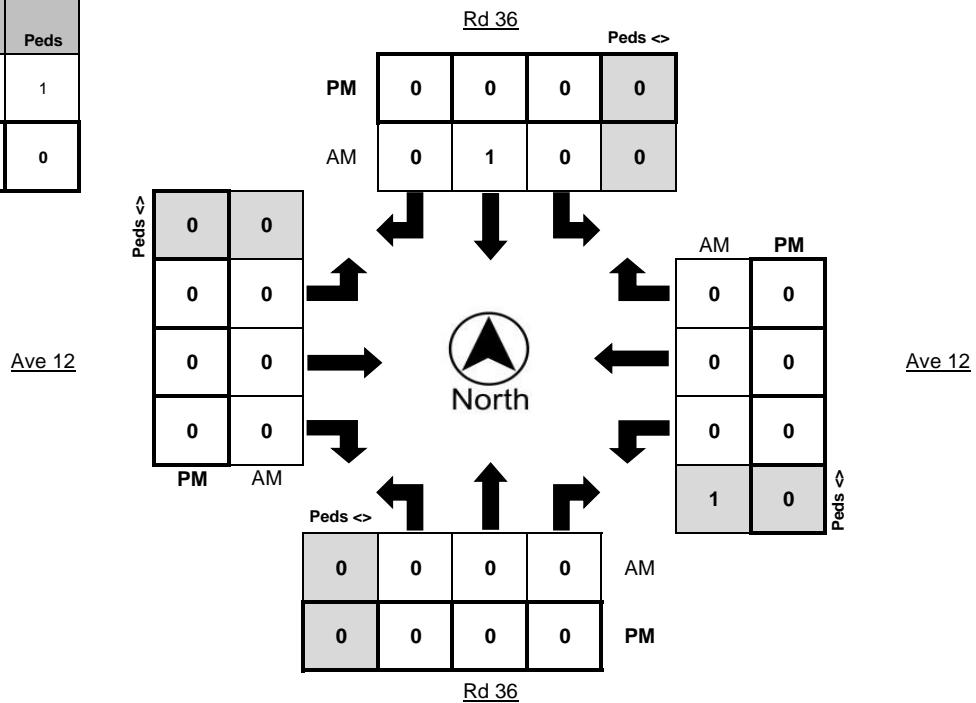 Peds
1
0
Rd 36
Peds <>
PM 0 0 0 0
AM 0 1 0 0
Peds <>
0 0
0 0
0 0
0 0
PM AM
Ave 12
North
AM PM
0 0
0 0
0 0
1 0
Peds <>
Ave 12
Peds <>
0 0 0 0 AM
0 0 0 0 PM
Rd 36